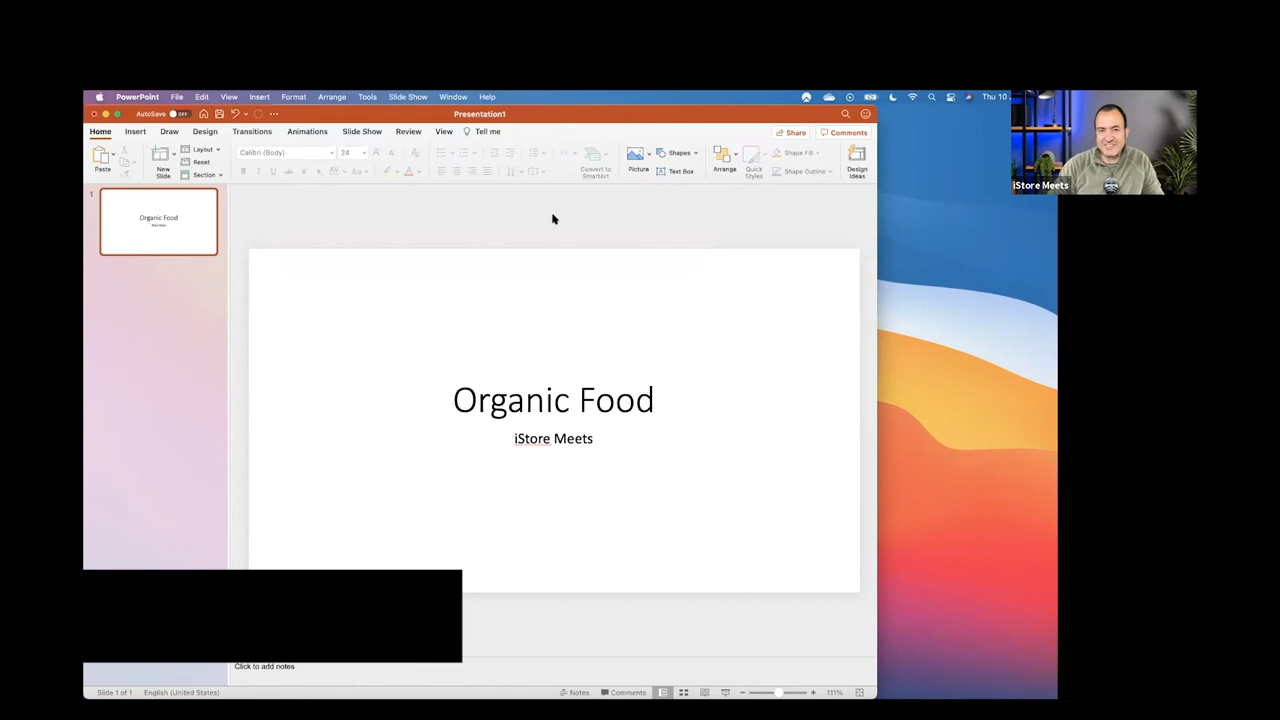 PowerPoint File Edit View Insert Format Arrange Tools Slide Show Window Help Thu 10
AutoSave OFF Presentation1
Home Insert Draw Design Transitions Animations Slide Show Review View Tell me Share Comments
Paste New Slide Layout Reset Section Calibri (Body) 24 Convert to SmartArt Picture Shapes Text Box Arrange Quick Styles Shape Fill Shape Outline Design Ideas
iStore Meets
1
Organic Food
iStore Meets
Organic Food
iStore Meets
Click to add notes
Slide 1 of 1 English (United States) Notes Comments 111%